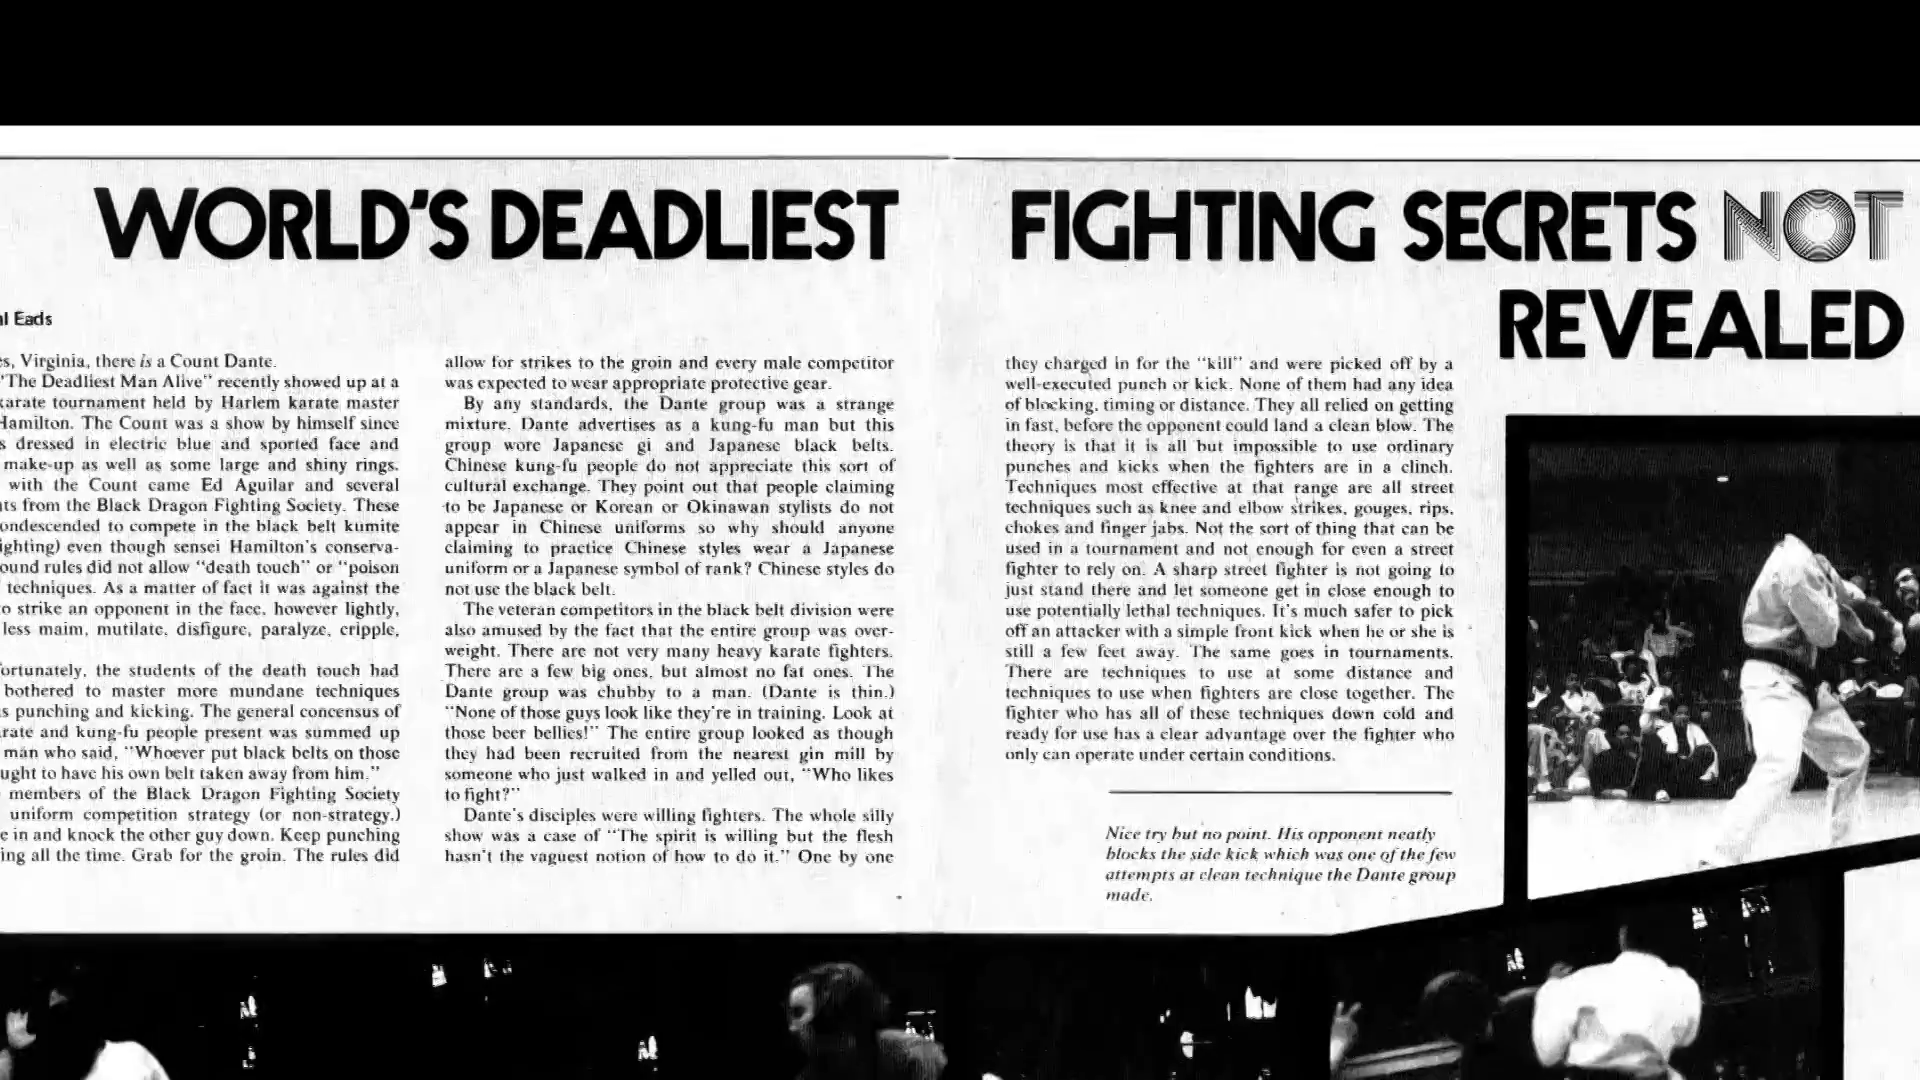 WORLD'S DEADLIEST
FIGHTING SECRETS NOT
REVEALED
Eads
Virginia, there is a Count Dante.
"The Deadliest Man Alive" recently showed up at a
karate tournament held by Harlem karate master
Hamilton. The Count was a show by himself since
dressed in electric blue and sported face and
make-up as well as some large and shiny rings.
with the Count came Ed Aguilar and several
from the Black Dragon Fighting Society. These
condescended to compete in the black belt kumite
fighting) even though sensei Hamilton's conserva-
ound rules did not allow "death touch" or "poison
techniques. As a matter of fact it was against the
o strike an opponent in the face, however lightly,
less maim, mutilate, disfigure, paralyze, cripple,
ortunately, the students of the death touch had
bothered to master more mundane techniques
s punching and kicking. The general concensus of
rate and kung-fu people present was summed up
man who said, "Whoever put black belts on those
ught to have his own belt taken away from him."
members of the Black Dragon Fighting Society
uniform competition strategy (or non-strategy.)
e in and knock the other guy down. Keep punching
ing all the time. Grab for the groin. The rules did
allow for strikes to the groin and every male competitor
was expected to wear appropriate protective gear.
By any standards, the Dante group was a strange
mixture. Dante advertises as a kung-fu man but this
group wore Japanese gi and Japanese black belts.
Chinese kung-fu people do not appreciate this sort of
cultural exchange. They point out that people claiming
to be Japanese or Korean or Okinawan stylists do not
appear in Chinese uniforms so why should anyone
claiming to practice Chinese styles wear a Japanese
uniform or a Japanese symbol of rank? Chinese styles do
not use the black belt.
The veteran competitors in the black belt division were
also amused by the fact that the entire group was over-
weight. There are not very many heavy karate fighters.
There are a few big ones, but almost no fat ones. The
Dante group was chubby to a man. (Dante is thin.)
"None of those guys look like they're in training. Look at
those beer bellies!" The entire group looked as though
they had been recruited from the nearest gin mill by
someone who just walked in and yelled out, "Who likes
to fight?"
Dante's disciples were willing fighters. The whole silly
show was a case of "The spirit is willing but the flesh
hasn't the vaguest notion of how to do it." One by one
they charged in for the "kill" and were picked off by a
well-executed punch or kick. None of them had any idea
of blocking, timing or distance. They all relied on getting
in fast, before the opponent could land a clean blow. The
theory is that it is all but impossible to use ordinary
punches and kicks when the fighters are in a clinch.
Techniques most effective at that range are all street
techniques such as knee and elbow strikes, gouges, rips,
chokes and finger jabs. Not the sort of thing that can be
used in a tournament and not enough for even a street
fighter to rely on. A sharp street fighter is not going to
just stand there and let someone get in close enough to
use potentially lethal techniques. It's much safer to pick
off an attacker with a simple front kick when he or she is
still a few feet away. The same goes in tournaments.
There are techniques to use at some distance and
techniques to use when fighters are close together. The
fighter who has all of these techniques down cold and
ready for use has a clear advantage over the fighter who
only can operate under certain conditions.
Nice try but no point. His opponent neatly
blocks the side kick which was one of the few
attempts at clean technique the Dante group
made.